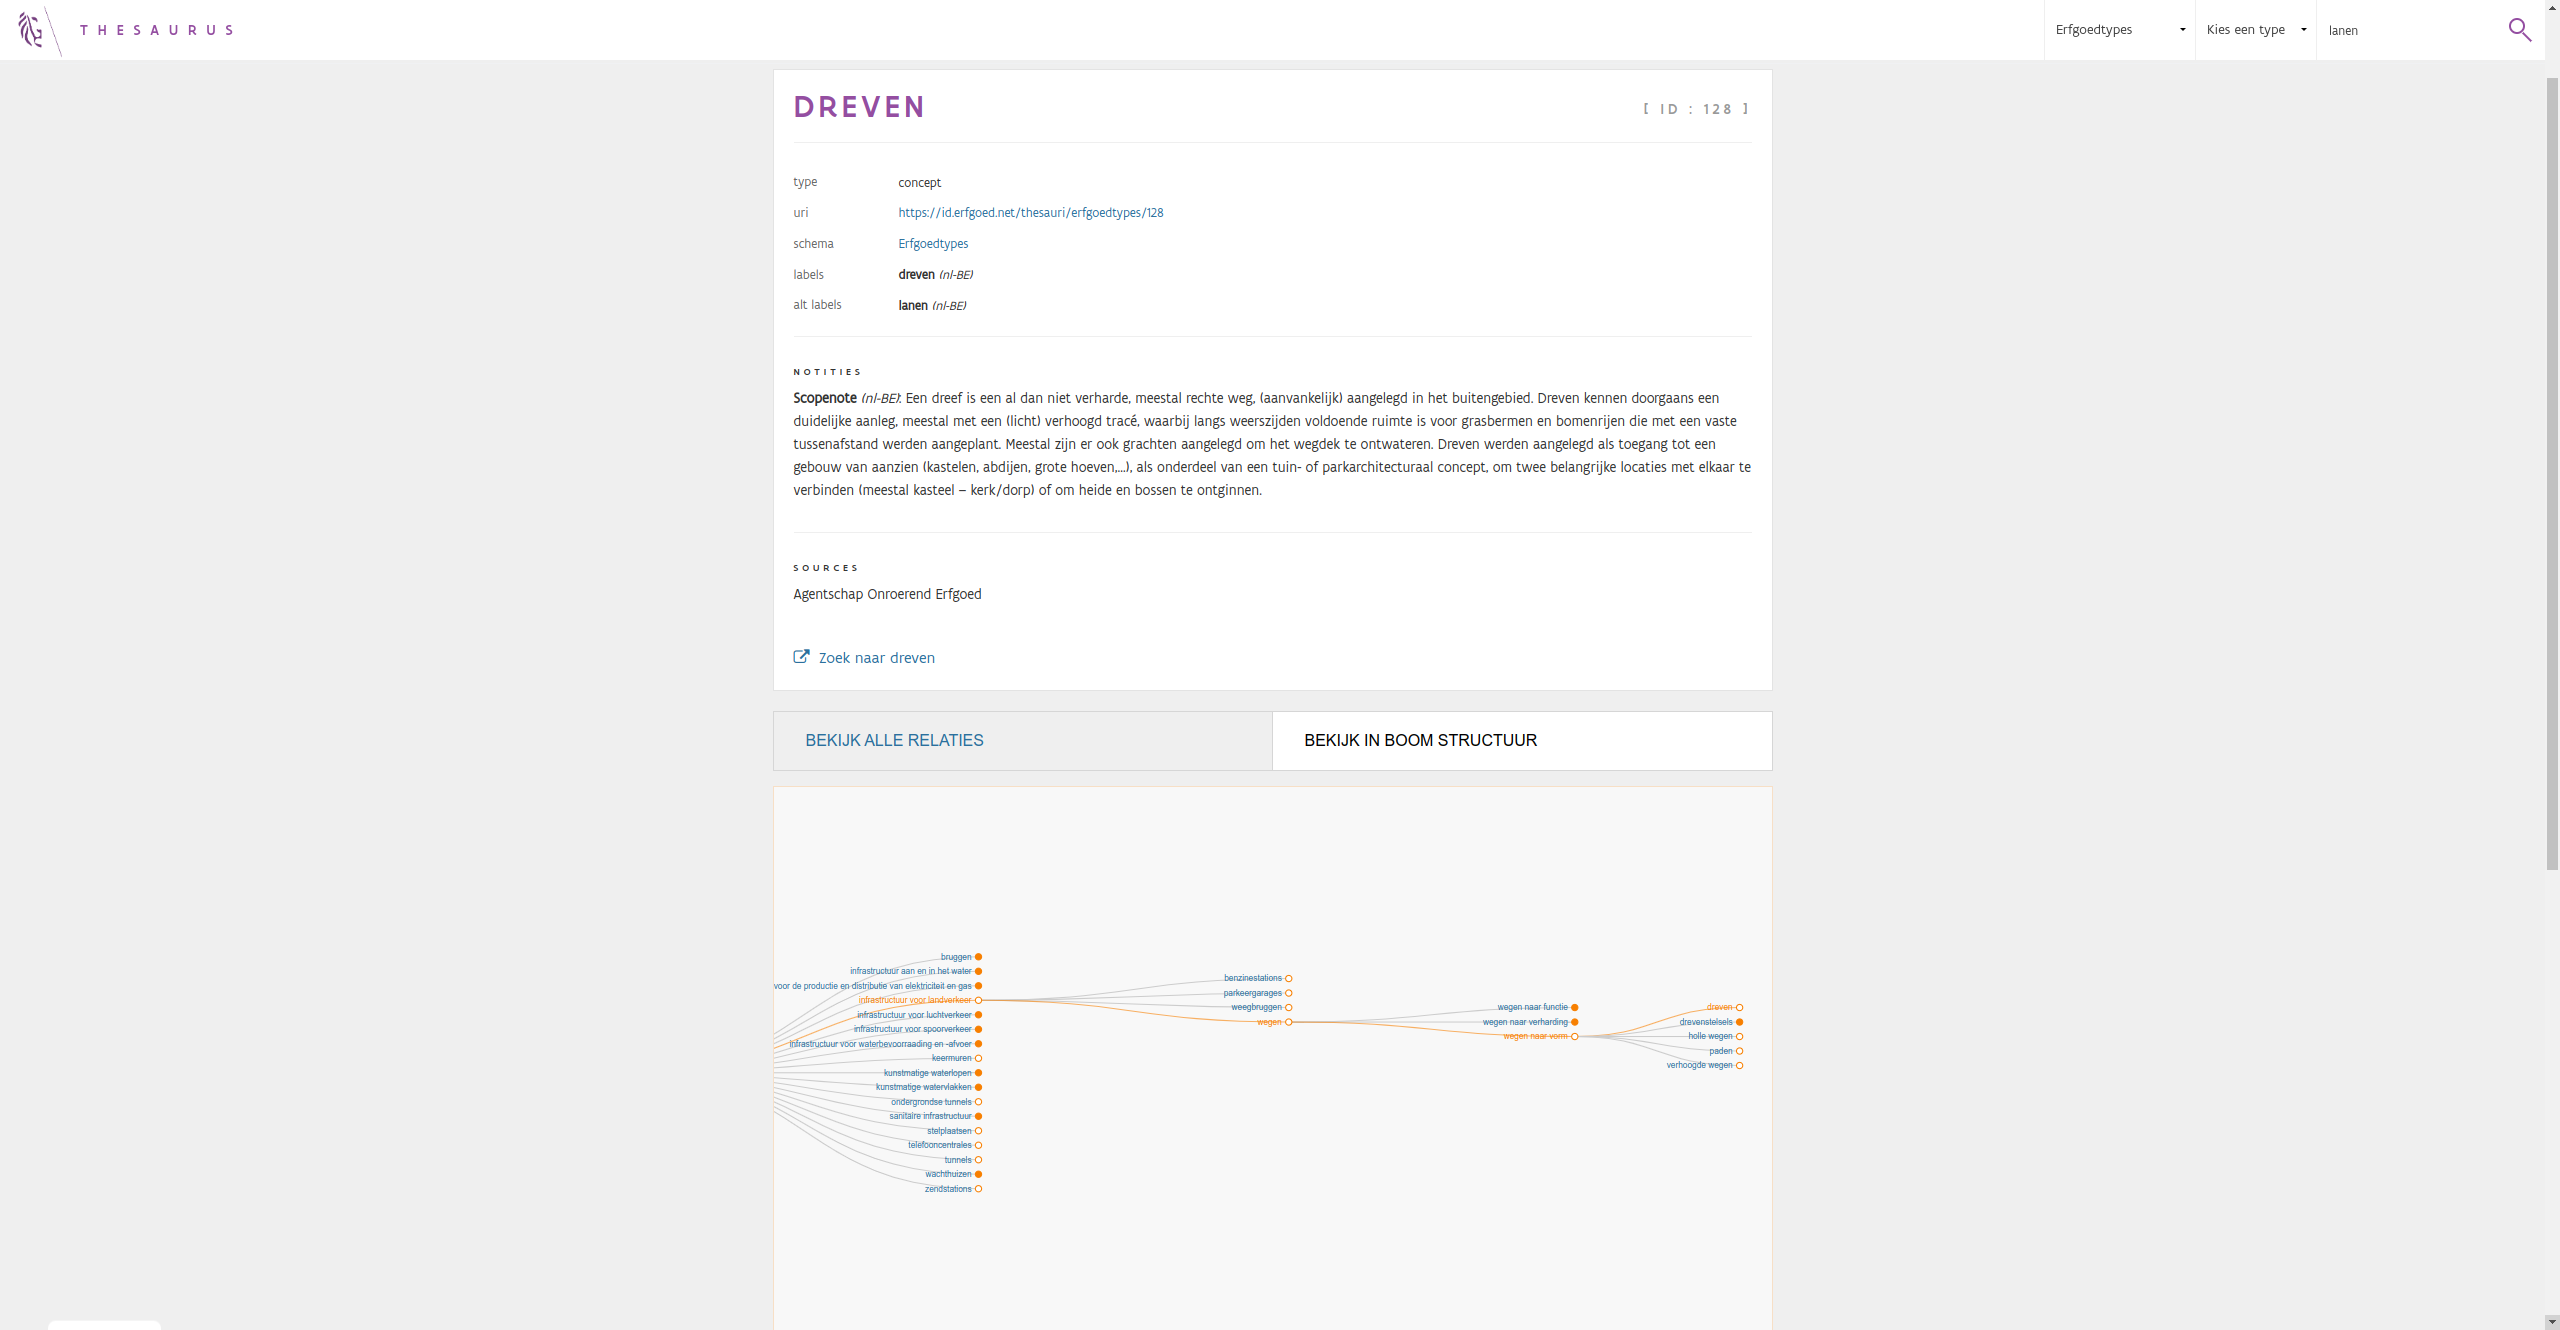 THESAURUS
Erfgoedtypes
Kies een type
lanen
DREVEN
[ ID : 128 ]
type concept
uri https://id.erfgoed.net/thesauri/erfgoedtypes/128
schema Erfgoedtypes
labels dreven (nl-BE)
alt labels lanen (nl-BE)
NOTITIES
Scopenote (nl-BE): Een dreef is een al dan niet verharde, meestal rechte weg, (aanvankelijk) aangelegd in het buitengebied. Dreven kennen doorgaans een
duidelijke aanleg, meestal met een (licht) verhoogd tracé, waarbij langs weerszijden voldoende ruimte is voor grasbermen en bomenrijen die met een vaste
tussenafstand werden aangeplant. Meestal zijn er ook grachten aangelegd om het wegdek te ontwateren. Dreven werden aangelegd als toegang tot een
gebouw van aanzien (kastelen, abdijen, grote hoeven,...), als onderdeel van een tuin- of parkarchitecturaal concept, om twee belangrijke locaties met elkaar te
verbinden (meestal kasteel – kerk/dorp) of om heide en bossen te ontginnen.
SOURCES
Agentschap Onroerend Erfgoed
Zoek naar dreven
BEKIJK ALLE RELATIES
BEKIJK IN BOOM STRUCTUUR
bruggen
infrastructuur aan en in het water
voor de productie en distributie van elektriciteit en gas
infrastructuur voor landverkeer
infrastructuur voor luchtverkeer
infrastructuur voor spoorverkeer
infrastructuur voor waterbevoorraading en -afvoer
keermuren
kunstmatige waterlopen
kunstmatige watervlakken
ondergrondse tunnels
sanitaire infrastructuur
stelplaatsen
telefooncentrales
tunnels
wachthuizen
zendstations
benzinestations
parkeergarages
weegbruggen
wegen
wegen naar functie
wegen naar verharding
wegen naar vorm
dreven
drevenstelsels
holle wegen
paden
verhoogde wegen